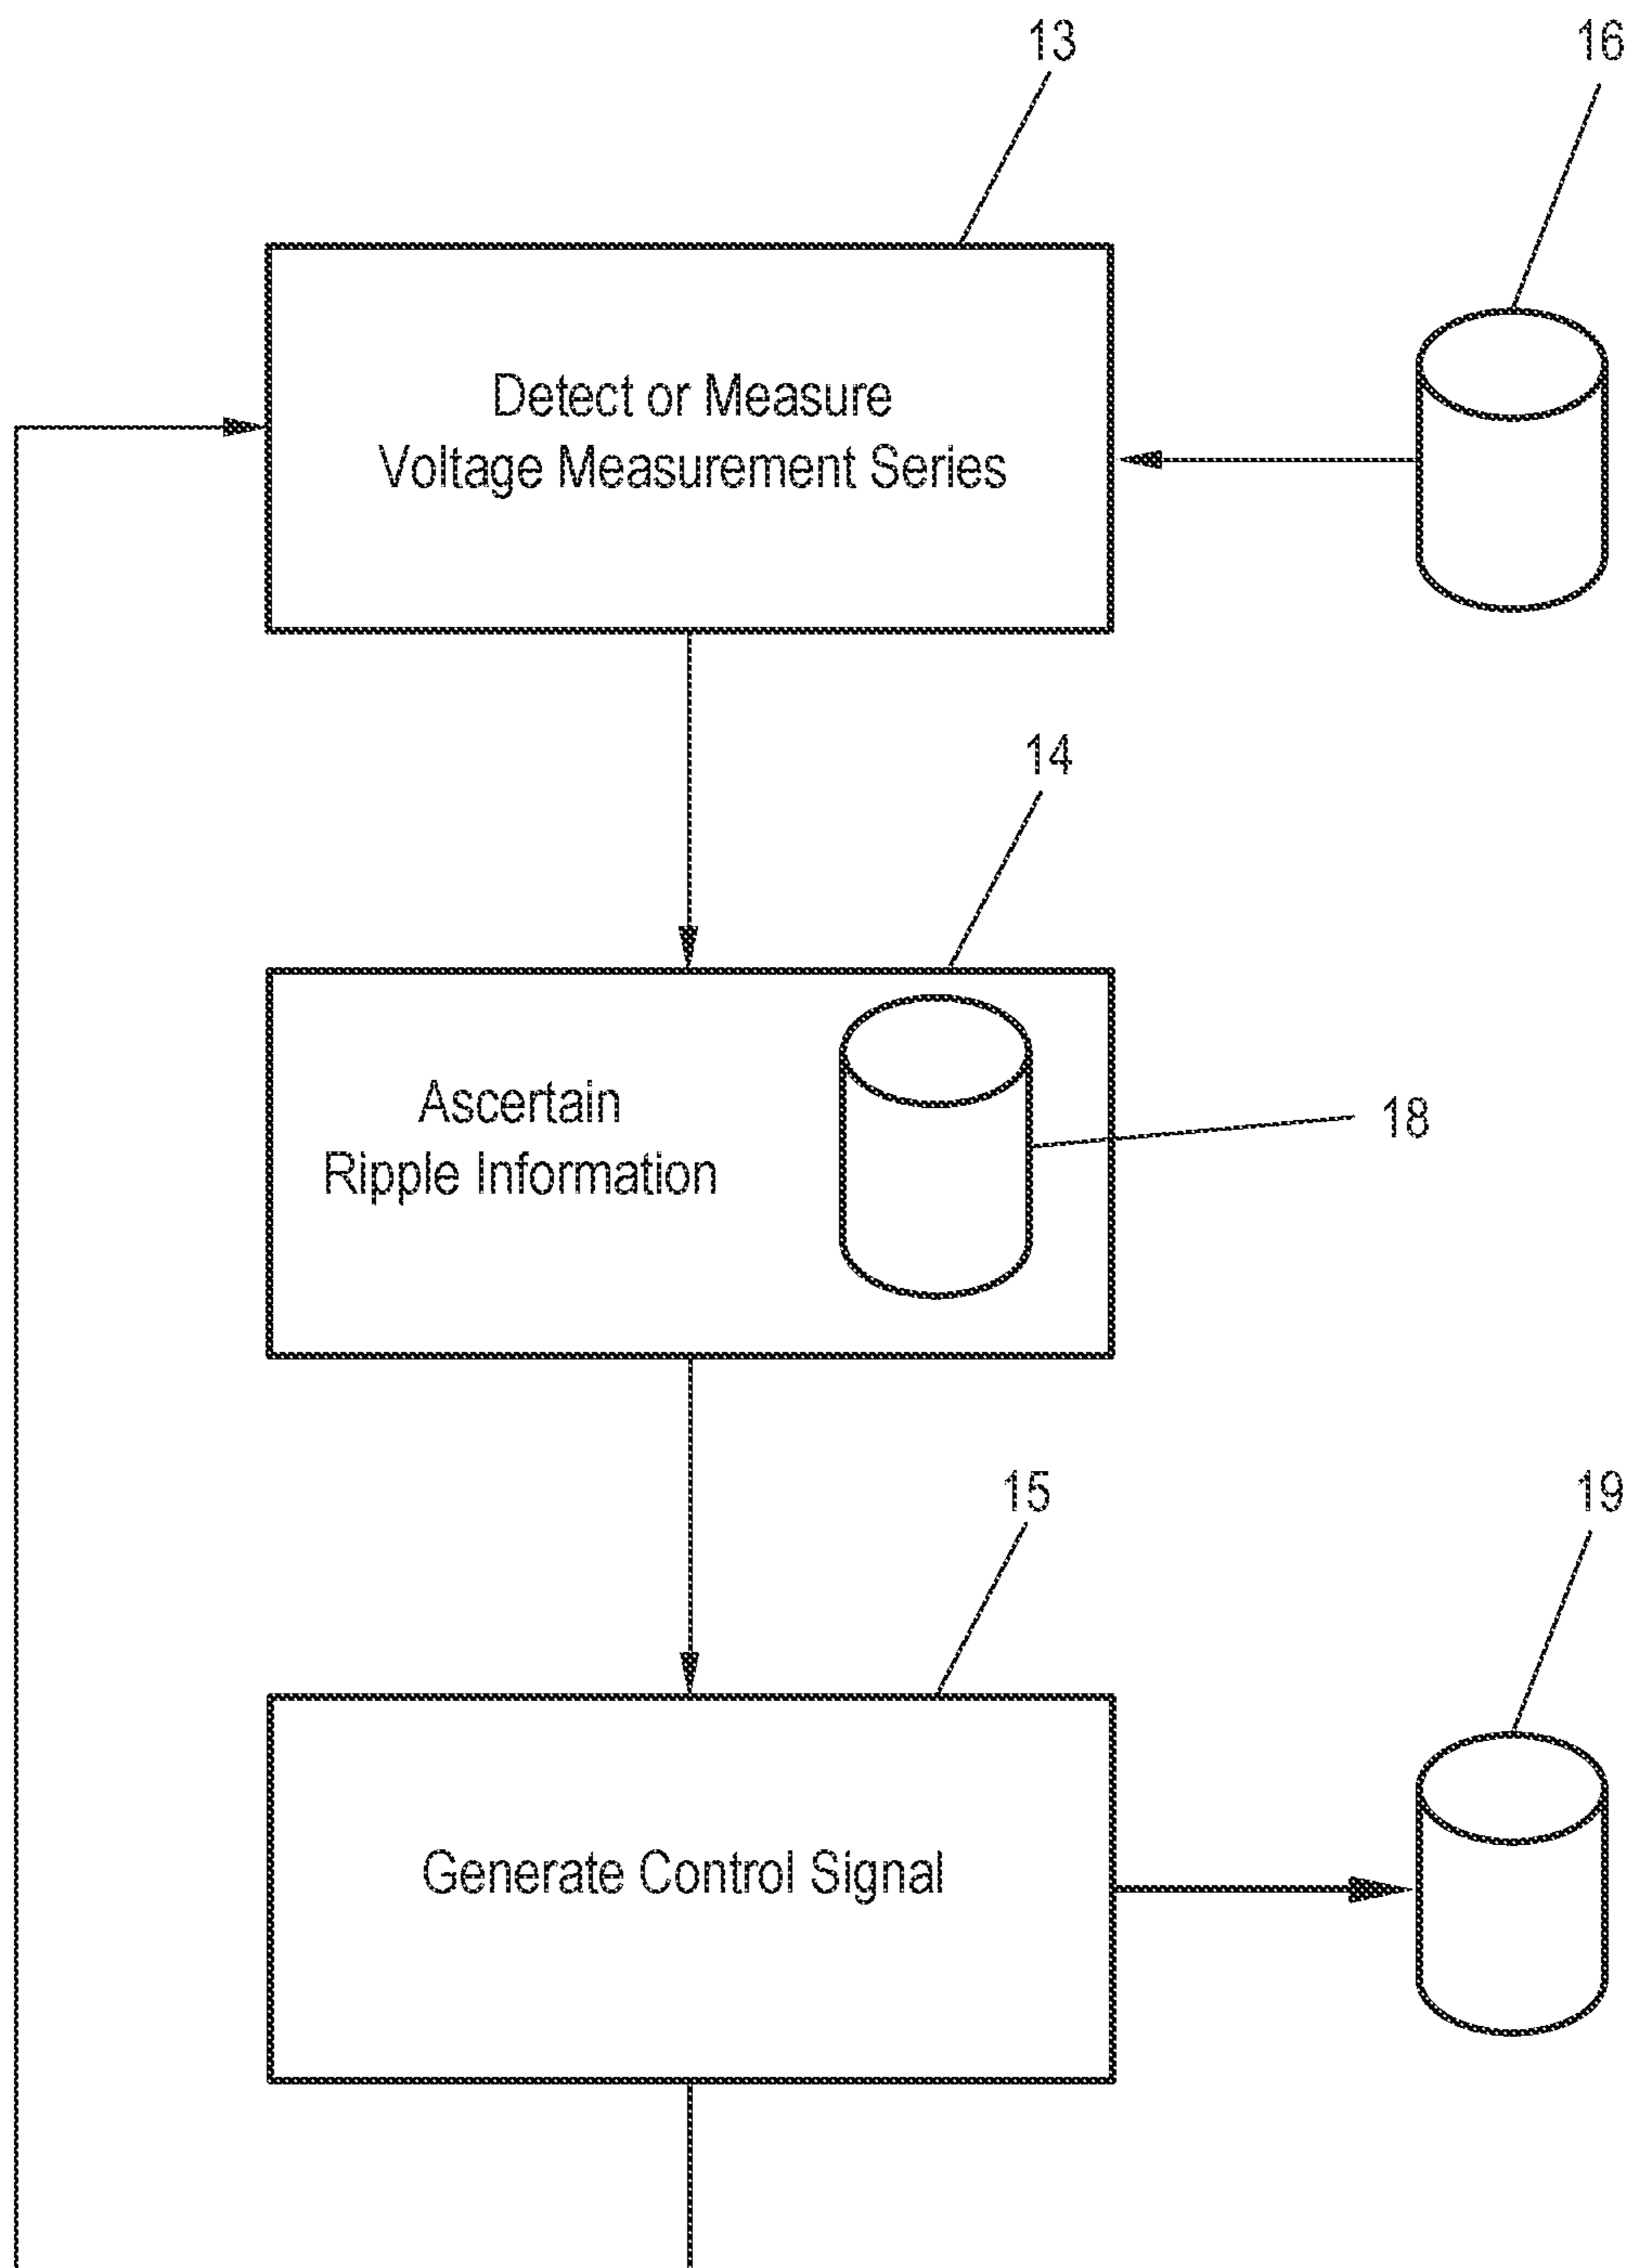 13
16
Detect or Measure
Voltage Measurement Series
14
Ascertain
Ripple Information
18
15
19
Generate Control Signal